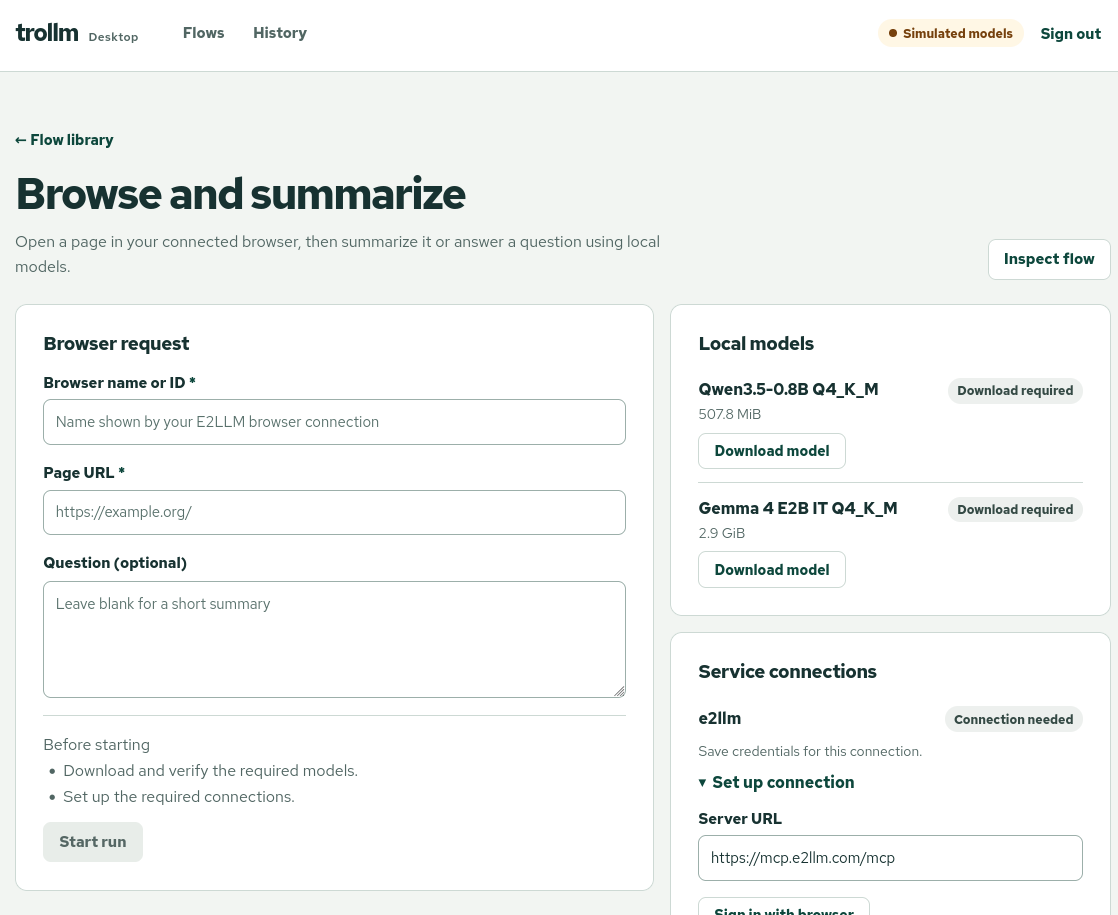 trollm Desktop Flows History Simulated models Sign out
← Flow library
Browse and summarize
Open a page in your connected browser, then summarize it or answer a question using local
models.
Inspect flow
Browser request
Browser name or ID *
Name shown by your E2LLM browser connection
Page URL *
https://example.org/
Question (optional)
Leave blank for a short summary
Before starting
• Download and verify the required models.
• Set up the required connections.
Start run
Local models
Qwen3.5-0.8B Q4_K_M Download required
507.8 MiB
Download model
Gemma 4 E2B IT Q4_K_M Download required
2.9 GiB
Download model
Service connections
e2llm Connection needed
Save credentials for this connection.
▾ Set up connection
Server URL
https://mcp.e2llm.com/mcp
Sign in with browser